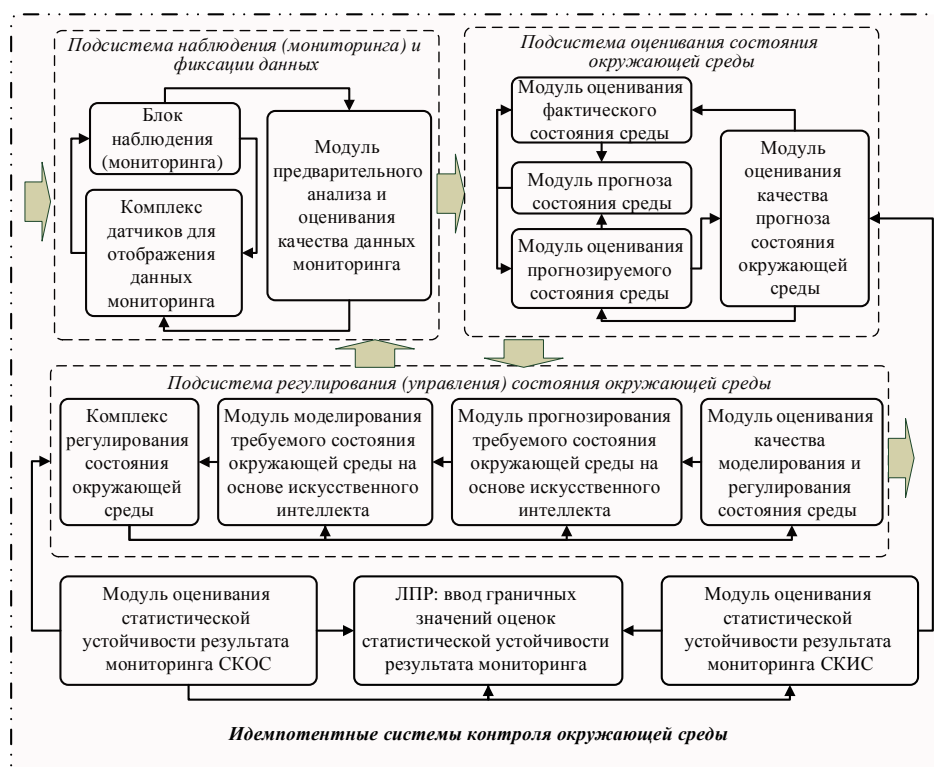 Подсистема наблюдения (мониторинга) и
фиксации данных
Блок
наблюдения
(мониторинга)
Комплекс
датчиков для
отображения
данных
мониторинга
Модуль
предварительного
анализа и
оценивания
качества данных
мониторинга
Подсистема оценивания состояния
окружающей среды
Модуль оценивания
фактического
состояния среды
Модуль прогноза
состояния среды
Модуль оценивания
прогнозируемого
состояния среды
Модуль
оценивания
качества
прогноза
состояния
окружающей
среды
Подсистема регулирования (управления) состояния окружающей среды
Комплекс
регулирования
состояния
окружающей
среды
Модуль моделирования
требуемого состояния
окружающей среды на
основе искусственного
интеллекта
Модуль прогнозирования
требуемого состояния
окружающей среды на
основе искусственного
интеллекта
Модуль оценивания
качества
моделирования и
регулирования
состояния среды
Модуль оценивания
статистической
устойчивости результата
мониторинга СКОС
ЛПР: ввод граничных
значений оценок
статистической устойчивости
результата мониторинга
Модуль оценивания
статистической
устойчивости результата
мониторинга СКИС
Идемпотентные системы контроля окружающей среды